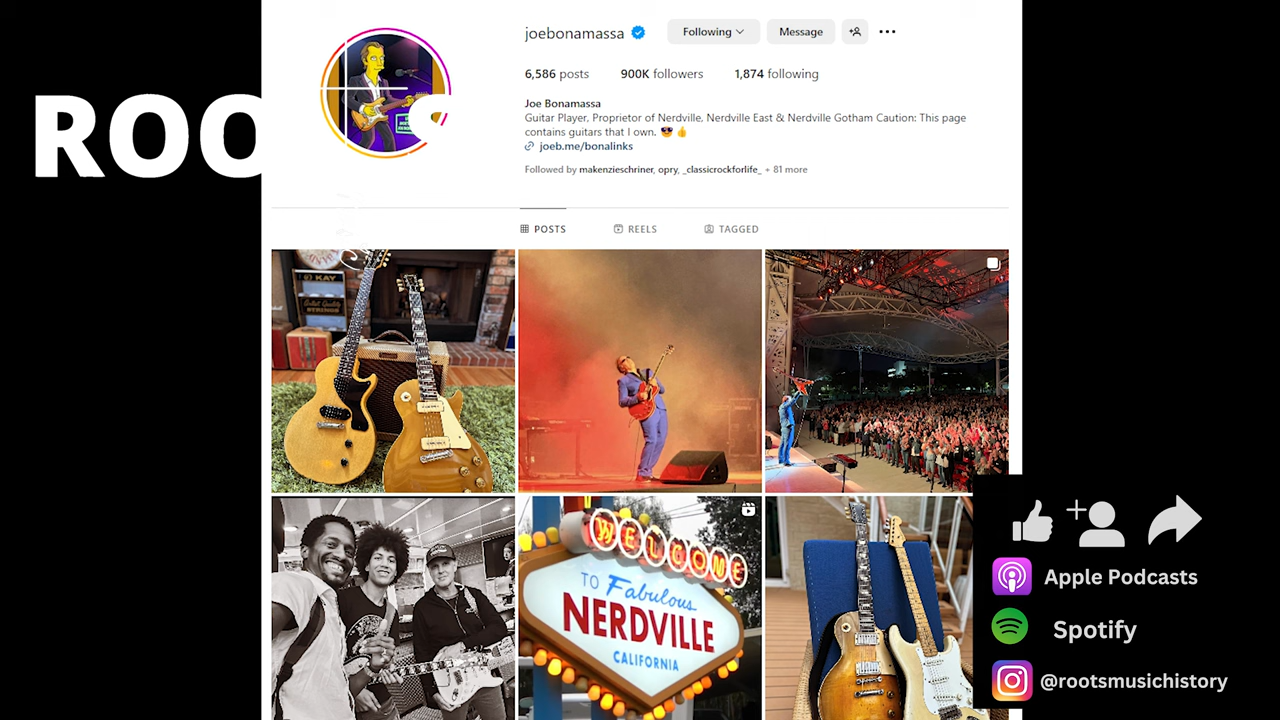 ROO
joebonamassa
Following
Message
6,586 posts
900K followers
1,874 following
Joe Bonamassa
Guitar Player, Proprietor of Nerdville, Nerdville East & Nerdville Gotham Caution: This page
contains guitars that I own. 😎👍
joeb.me/bonalinks
Followed by makenzieschriner, opry, _classicrockforlife_ + 81 more
POSTS
REELS
TAGGED
KAY
STRINGS
WELCOME
TO Fabulous
NERDVILLE
CALIFORNIA
Apple Podcasts
Spotify
@rootsmusichistory